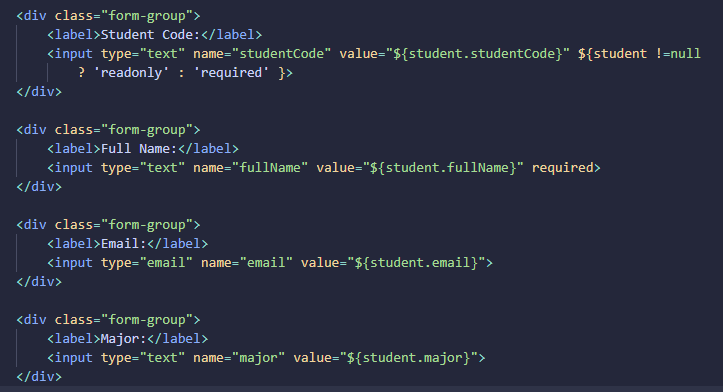 <div class="form-group">
<label>Student Code:</label>
<input type="text" name="studentCode" value="${student.studentCode}" ${student !=null
? 'readonly' : 'required' }>
</div>
<div class="form-group">
<label>Full Name:</label>
<input type="text" name="fullName" value="${student.fullName}" required>
</div>
<div class="form-group">
<label>Email:</label>
<input type="email" name="email" value="${student.email}">
</div>
<div class="form-group">
<label>Major:</label>
<input type="text" name="major" value="${student.major}">
</div>